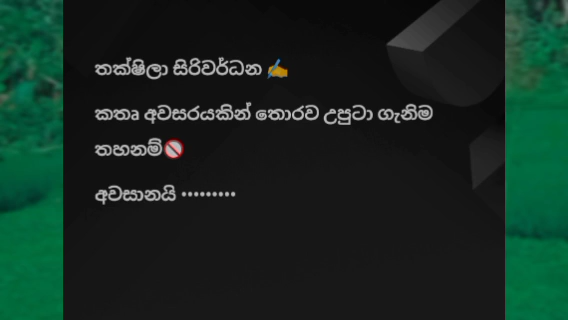 තක්ෂිලා සිරිවර්ධන ✍
කතෘ අවසරයකින් තොරව උපුටා ගැනිම
තහනම්🚫
අවසානයි •••••••••